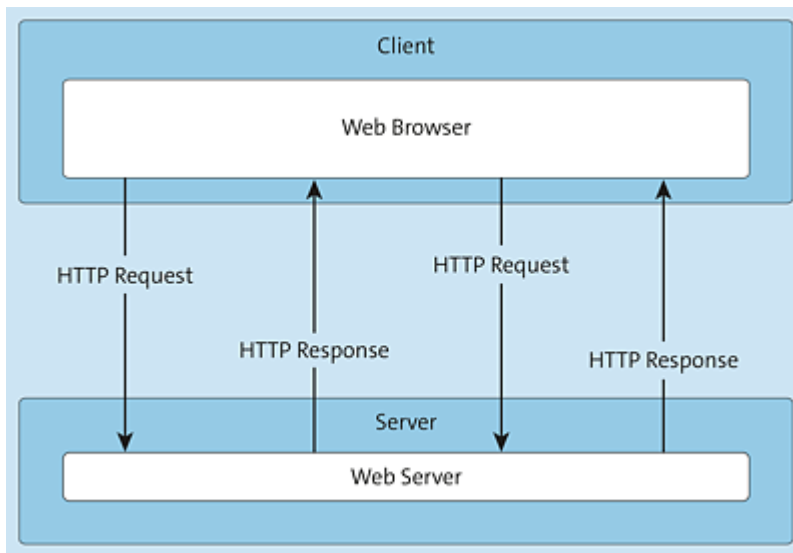 Client
Web Browser
HTTP Request
HTTP Response
HTTP Request
HTTP Response
Server
Web Server